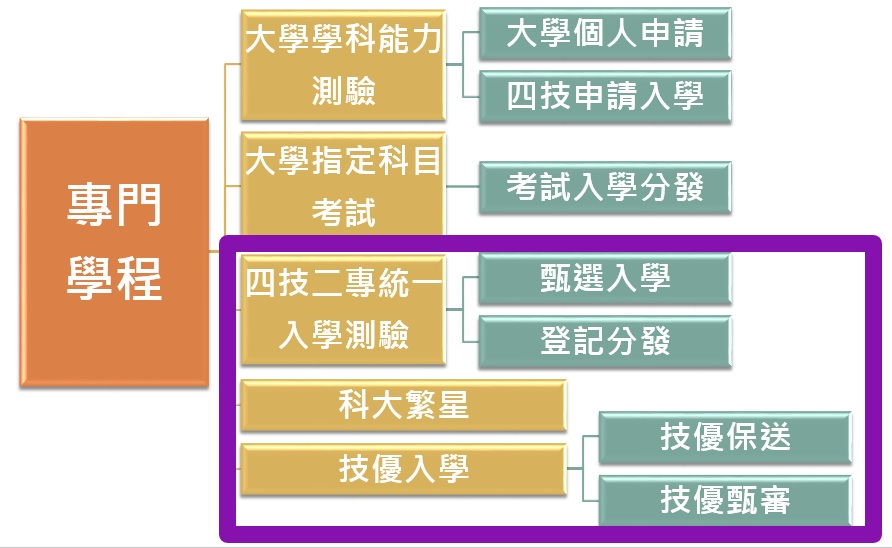 專門
學程
大學學科能力
測驗
大學個人申請
四技申請入學
大學指定科目
考試
考試入學分發
四技二專統一
入學測驗
甄選入學
登記分發
科大繁星
技優入學
技優保送
技優甄審